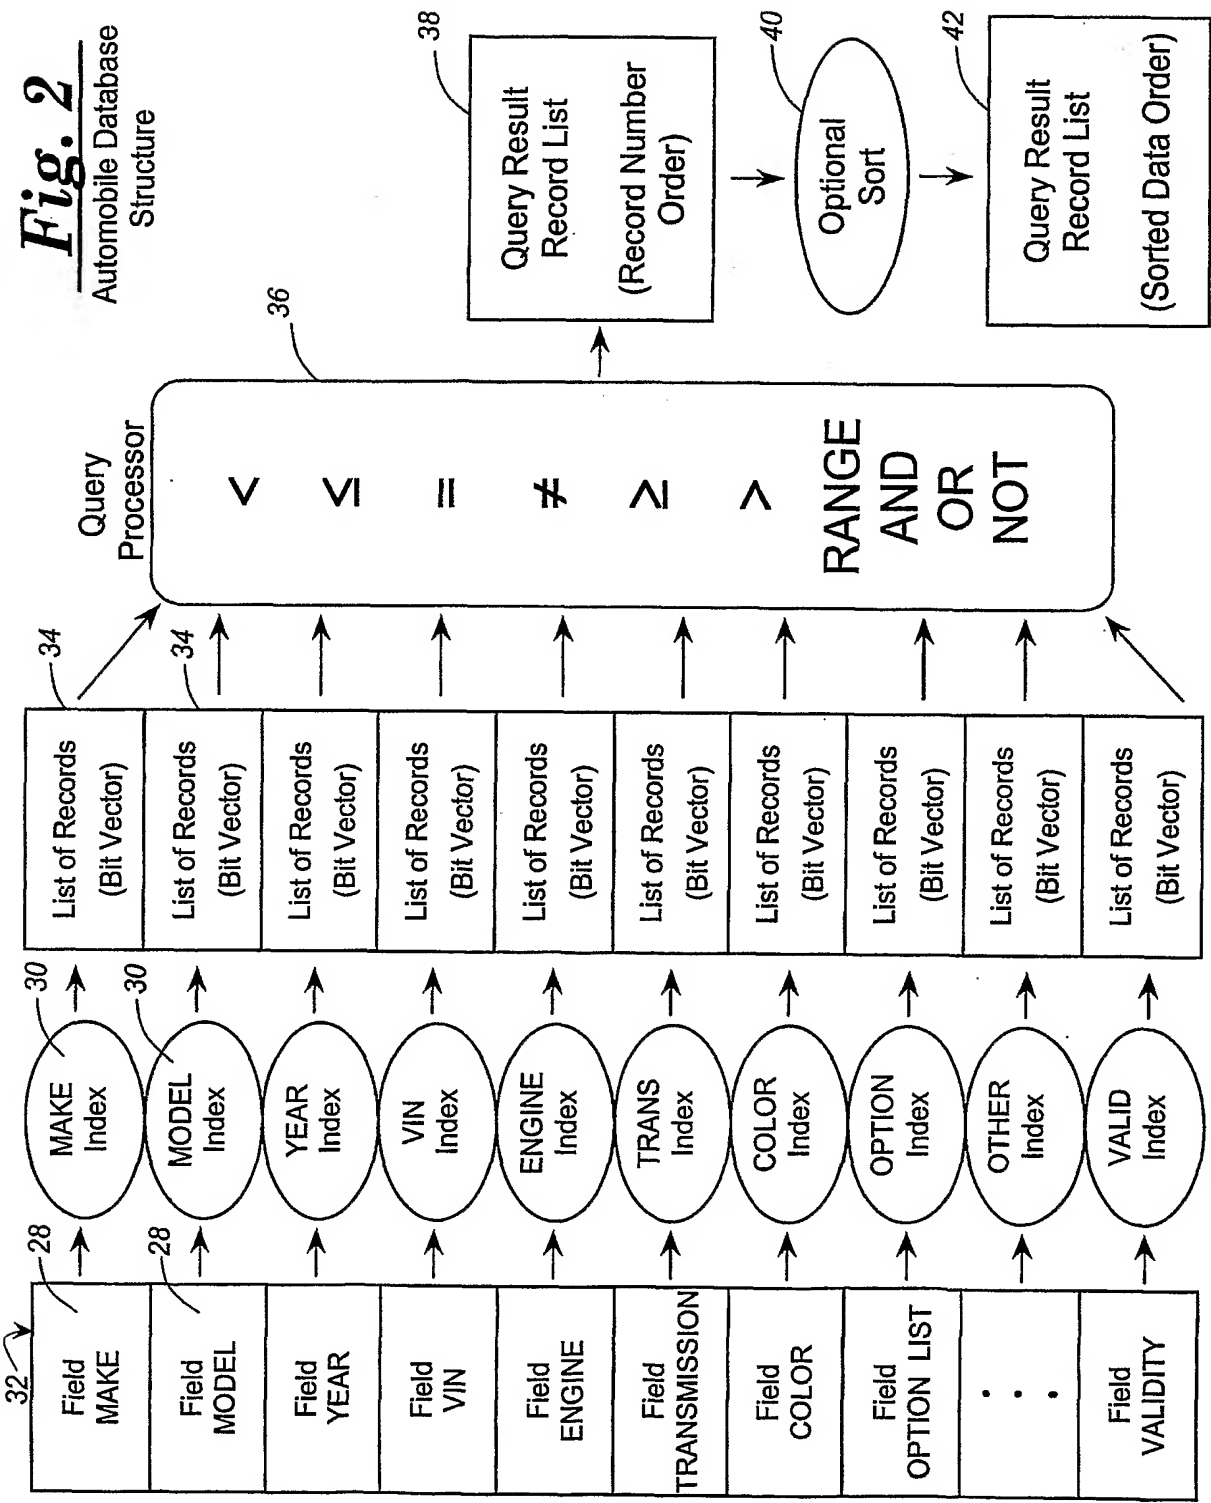 Fig. 2
Automobile Database
Structure
32
28
Field
MAKE
28
Field
MODEL
Field
YEAR
Field
VIN
Field
ENGINE
Field
TRANSMISSION
Field
COLOR
Field
OPTION LIST
. . .
Field
VALIDITY
30
MAKE
Index
30
MODEL
Index
YEAR
Index
VIN
Index
ENGINE
Index
TRANS
Index
COLOR
Index
OPTION
Index
OTHER
Index
VALID
Index
34
List of Records
(Bit Vector)
34
List of Records
(Bit Vector)
List of Records
(Bit Vector)
List of Records
(Bit Vector)
List of Records
(Bit Vector)
List of Records
(Bit Vector)
List of Records
(Bit Vector)
List of Records
(Bit Vector)
List of Records
(Bit Vector)
List of Records
(Bit Vector)
Query
Processor
36
<
≤
=
≠
≥
>
RANGE
AND
OR
NOT
38
Query Result
Record List
(Record Number
Order)
40
Optional
Sort
42
Query Result
Record List
(Sorted Data Order)